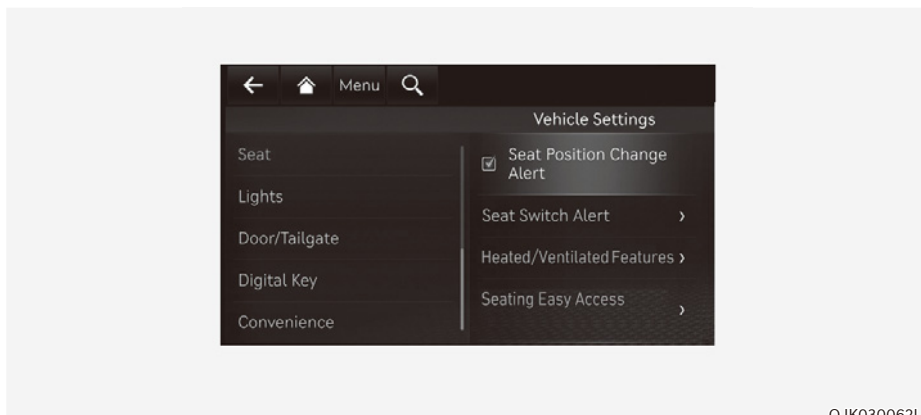 Menu
Vehicle Settings
Seat
Lights
Door/Tailgate
Digital Key
Convenience
Seat Position Change
Alert
Seat Switch Alert
Heated/Ventilated Features
Seating Easy Access